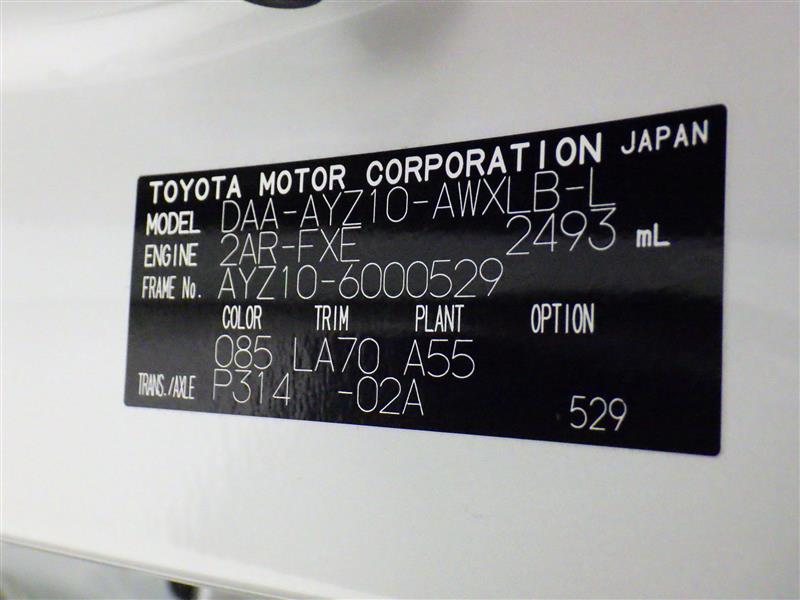 TOYOTA MOTOR CORPORATION JAPAN
MODEL DAA-AYZ10-AWXLB-L
ENGINE 2AR-FXE 2493 mL
FRAME No. AYZ10-6000529
COLOR TRIM PLANT OPTION
085 LA70 A55
TRANS./AXLE P314 -02A
529